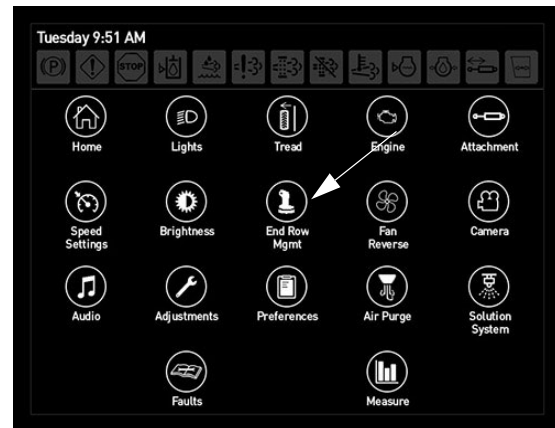 Tuesday 9:51 AM
P STOP
Home Lights Tread Engine Attachment
Speed Brightness End Row Fan Camera
Settings Mgmt Reverse
Audio Adjustments Preferences Air Purge Solution
System
Faults Measure